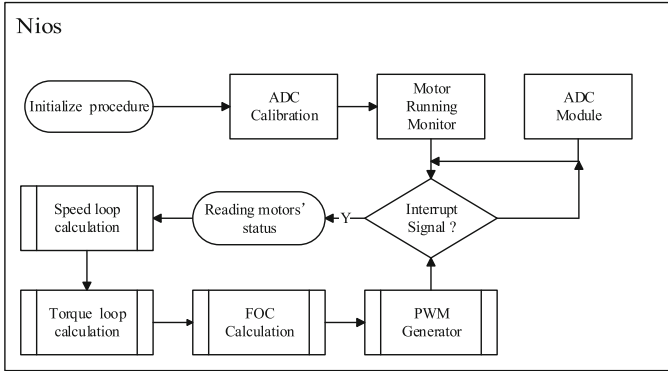 Nios
Initialize procedure
ADC
Calibration
Motor
Running
Monitor
ADC
Module
Speed loop
calculation
Reading motors'
status
Y
Interrupt
Signal ?
Torque loop
calculation
FOC
Calculation
PWM
Generator